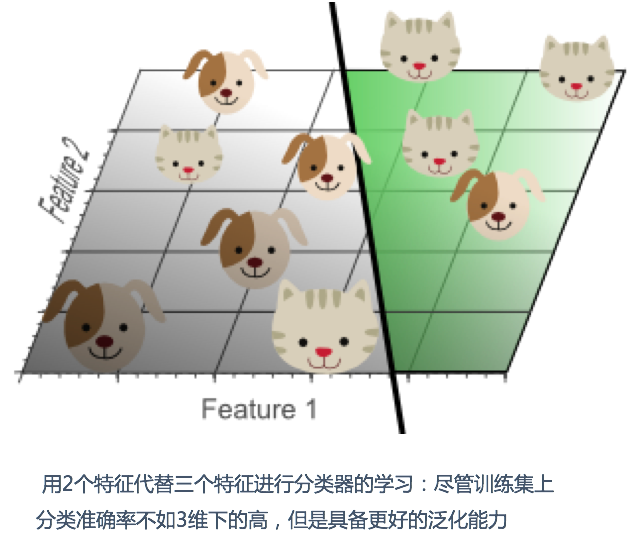 Feature 2
Feature 1
用2个特征代替三个特征进行分类器的学习：尽管训练集上
分类准确率不如3维下的高，但是具备更好的泛化能力